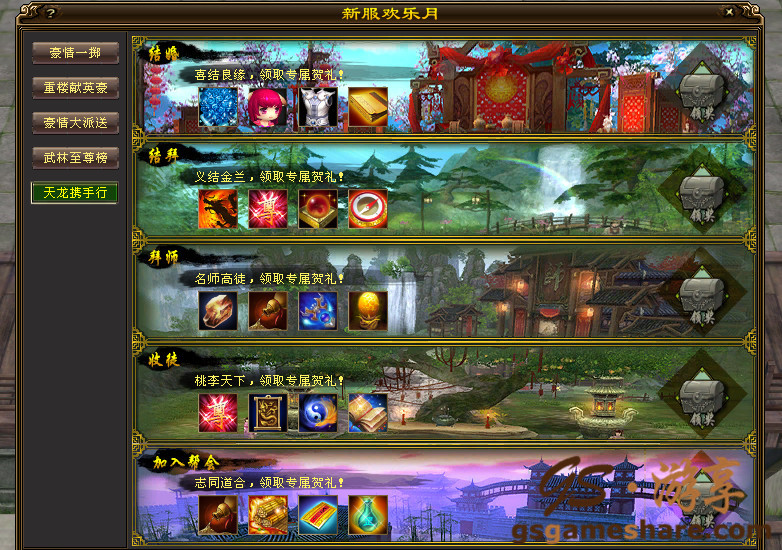 新服欢乐月
?
豪情一掷
重楼献英豪
豪情大派送
武林至尊榜
天龙携手行
结婚
喜结良缘，领取专属贺礼！
领奖
结拜
义结金兰，领取专属贺礼！
尊
领奖
拜师
名师高徒，领取专属贺礼！
领奖
收徒
桃李天下，领取专属贺礼！
尊
领奖
加入帮会
志同道合，领取专属贺礼！
领奖
GS·游享
gsgameshare.com